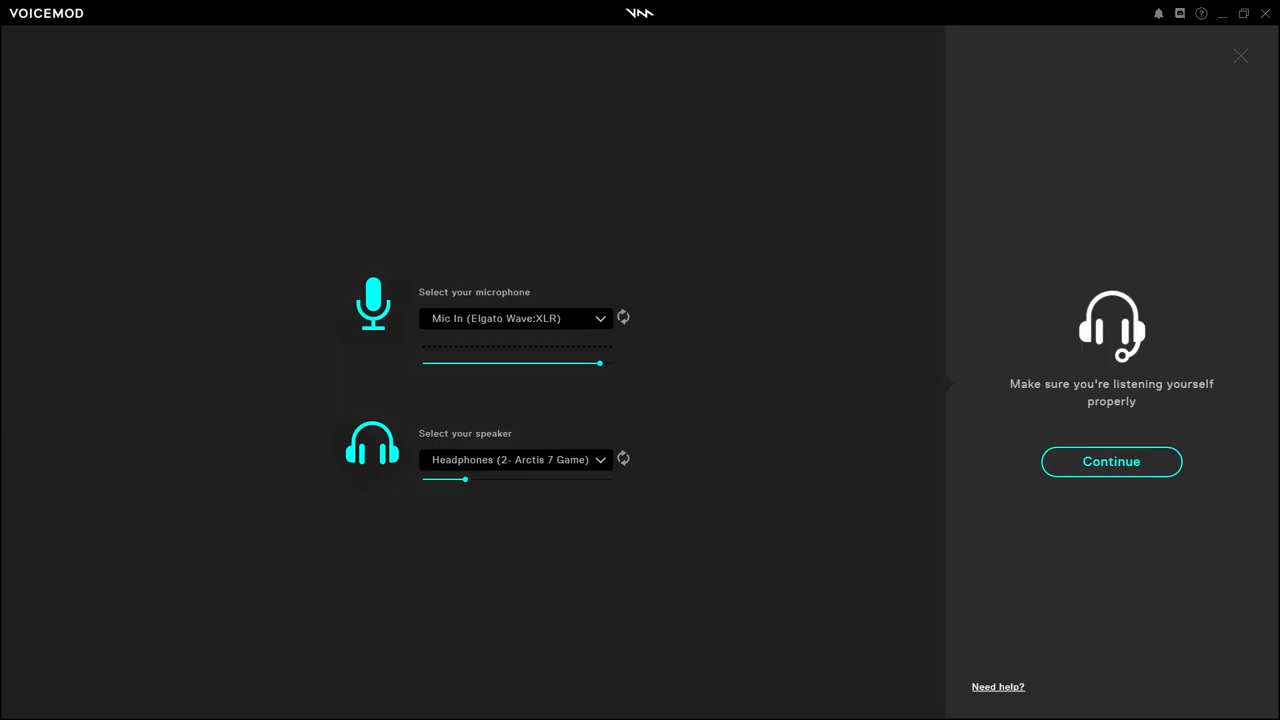 VOICEMOD
Select your microphone
Mic In (Elgato Wave:XLR)
Select your speaker
Headphones (2- Arctis 7 Game)
Make sure you're listening yourself
properly
Continue
Need help?